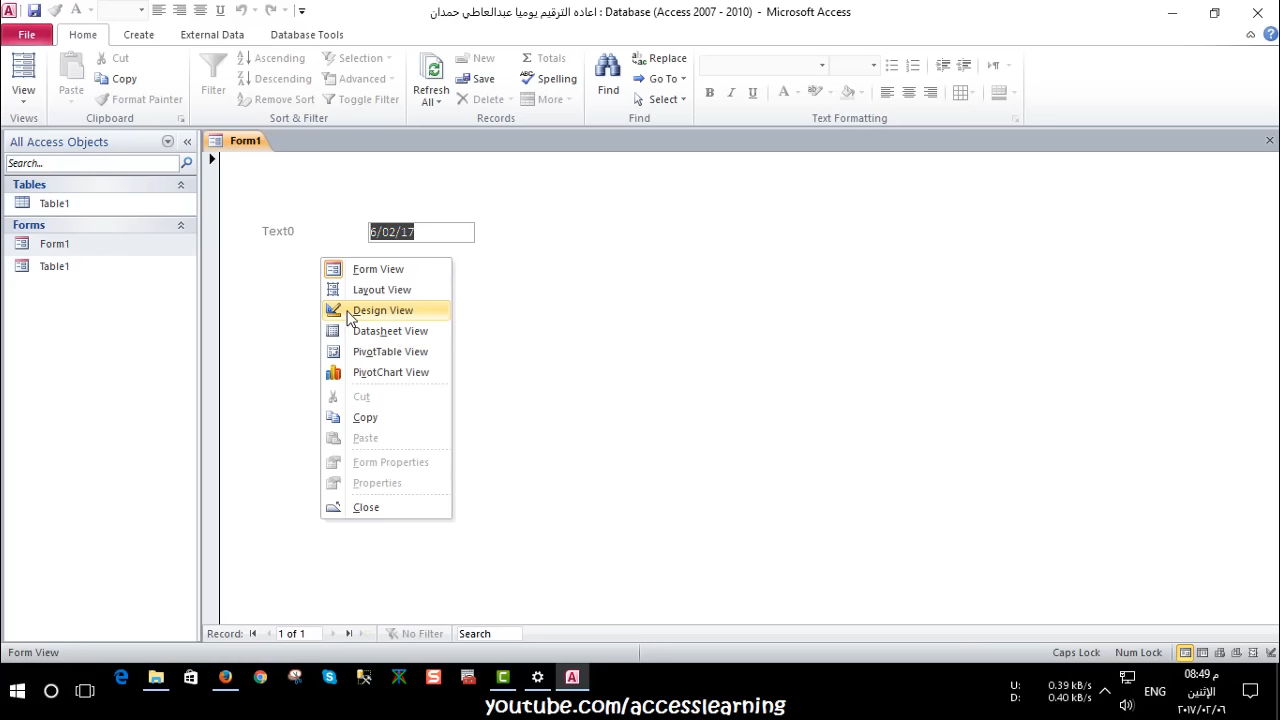 اعاده الترقيم يوميا عبدالعاطي حمدان : Database (Access 2007 - 2010) - Microsoft Access
File Home Create External Data Database Tools
View
Views
Paste
Cut
Copy
Format Painter
Clipboard
Filter
Ascending
Descending
Remove Sort
Selection
Advanced
Toggle Filter
Sort & Filter
Refresh
All
New
Save
Delete
Totals
Spelling
More
Records
Find
Replace
Go To
Select
Find
B I U A
Text Formatting
All Access Objects
Search...
Tables
Table1
Forms
Form1
Table1
Form1
Text0 6/02/17
Form View
Layout View
Design View
Datasheet View
PivotTable View
PivotChart View
Cut
Copy
Paste
Form Properties
Properties
Close
Record: 1 of 1 No Filter Search
Form View Caps Lock Num Lock
U: 0.39 kB/s
D: 0.40 kB/s
ENG
08:49 م
الإثنين
٢٠١٧/٠٢/٠٦
youtube.com/accesslearning